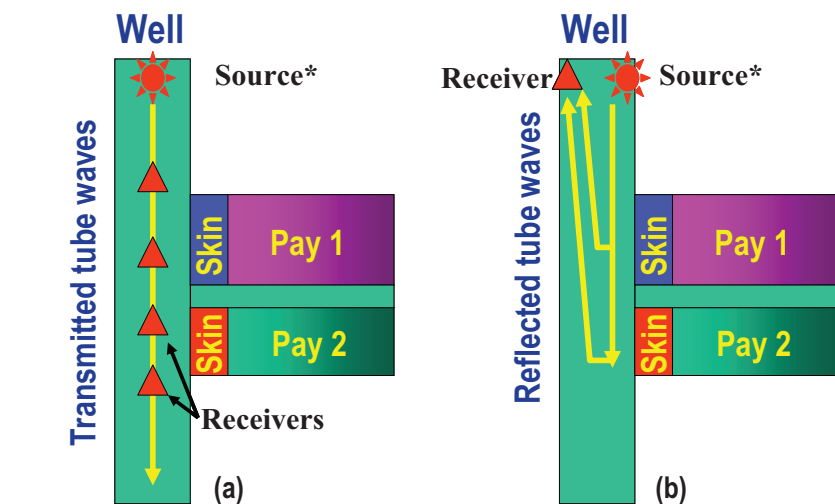 Well
Source*
Transmitted tube waves
Skin
Pay 1
Skin
Pay 2
Receivers
(a)
Well
Receiver
Source*
Reflected tube waves
Skin
Pay 1
Skin
Pay 2
(b)